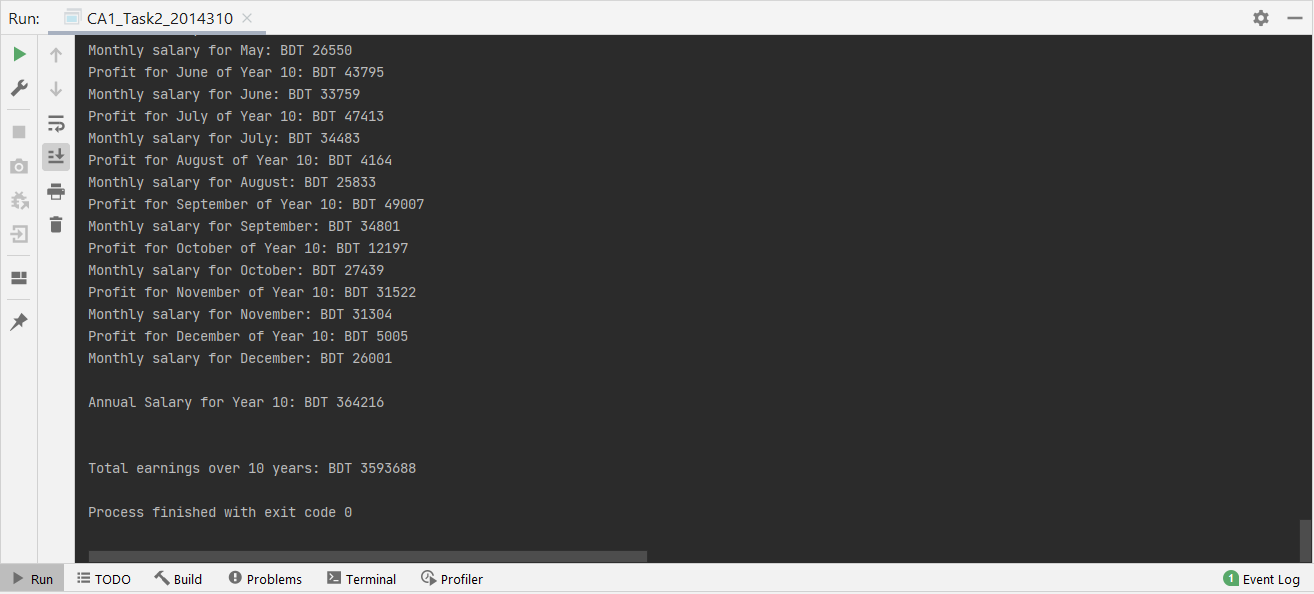 Run: CA1_Task2_2014310
Monthly salary for May: BDT 26550
Profit for June of Year 10: BDT 43795
Monthly salary for June: BDT 33759
Profit for July of Year 10: BDT 47413
Monthly salary for July: BDT 34483
Profit for August of Year 10: BDT 4164
Monthly salary for August: BDT 25833
Profit for September of Year 10: BDT 49007
Monthly salary for September: BDT 34801
Profit for October of Year 10: BDT 12197
Monthly salary for October: BDT 27439
Profit for November of Year 10: BDT 31522
Monthly salary for November: BDT 31304
Profit for December of Year 10: BDT 5005
Monthly salary for December: BDT 26001
Annual Salary for Year 10: BDT 364216
Total earnings over 10 years: BDT 3593688
Process finished with exit code 0
Run TODO Build Problems Terminal Profiler 1 Event Log